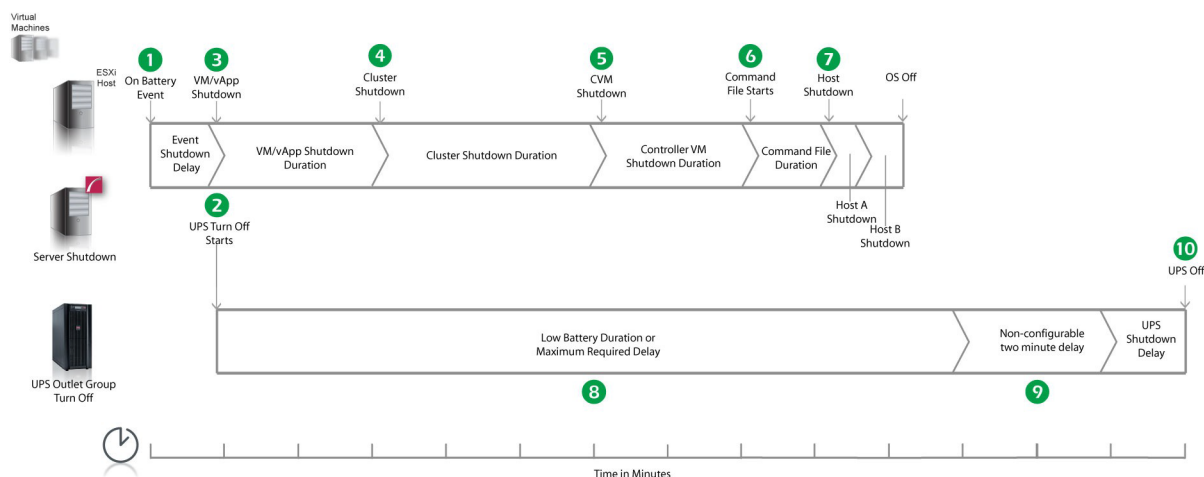 Virtual
Machines
ESXi
Host
1
On Battery
Event
3
VM/vApp
Shutdown
4
Cluster
Shutdown
5
CVM
Shutdown
6
Command
File Starts
7
Host
Shutdown
OS Off
Event
Shutdown
Delay
VM/vApp Shutdown
Duration
Cluster Shutdown Duration
Controller VM
Shutdown Duration
Command File
Duration
Host A
Shutdown
Host B
Shutdown
2
UPS Turn Off
Starts
Server Shutdown
10
UPS Off
Low Battery Duration or
Maximum Required Delay
Non-configurable
two minute delay
UPS
Shutdown
Delay
UPS Outlet Group
Turn Off
8
9
Time in Minutes